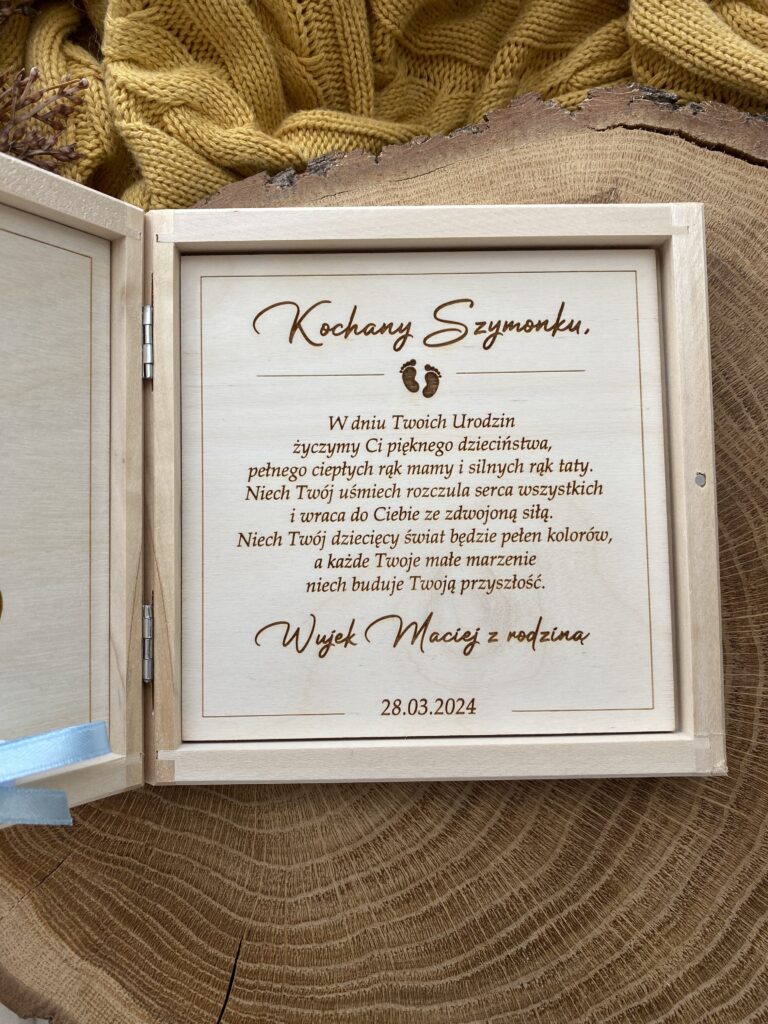 Kochany Szymonku,
W dniu Twoich Urodzin
życzymy Ci pięknego dzieciństwa,
pełnego ciepłych rąk mamy i silnych rąk taty.
Niech Twój uśmiech rozczula serca wszystkich
i wraca do Ciebie ze zdwojoną siłą.
Niech Twój dziecięcy świat będzie pełen kolorów,
a każde Twoje małe marzenie
niech buduje Twoją przyszłość.
Wujek Maciej z rodziną
28.03.2024